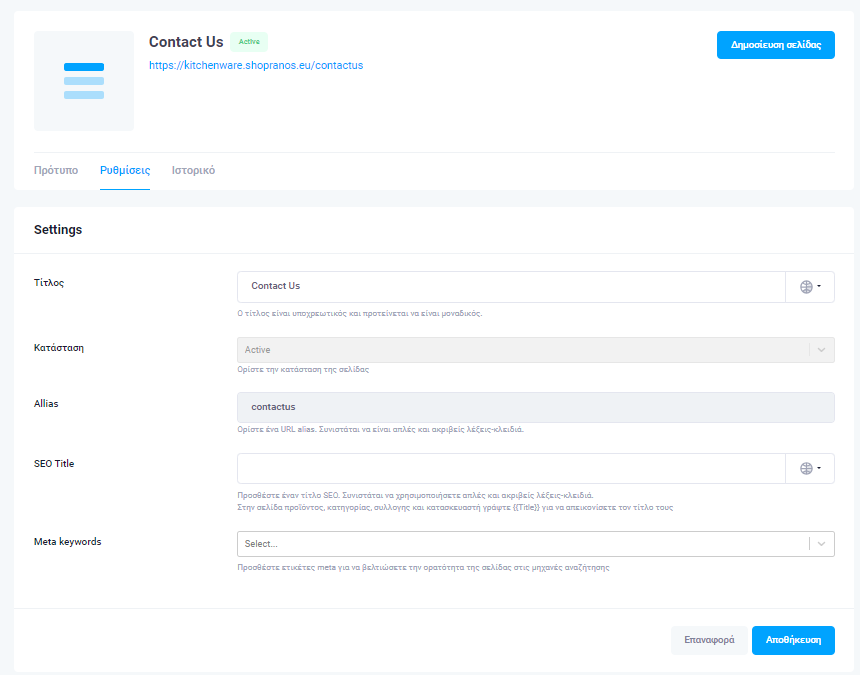 Contact Us
Active
Δημοσίευση σελίδας
https://kitchenware.shopranos.eu/contactus
Πρότυπο
Ρυθμίσεις
Ιστορικό
Settings
Τίτλος
Contact Us
Ο τίτλος είναι υποχρεωτικός και προτείνεται να είναι μοναδικός.
Κατάσταση
Active
Ορίστε την κατάσταση της σελίδας
Allias
contactus
Ορίστε ένα URL alias. Συνιστάται να είναι απλές και ακριβείς λέξεις-κλειδιά.
SEO Title
Προσθέστε έναν τίτλο SEO. Συνιστάται να χρησιμοποιήσετε απλές και ακριβείς λέξεις-κλειδιά.
Στην σελίδα προϊόντος, κατηγορίας, συλλογης και κατασκευαστή γράψτε {{Title}} για να απεικονίσετε τον τίτλο τους
Meta keywords
Select...
Προσθέστε ετικέτες meta για να βελτιώσετε την ορατότητα της σελίδας στις μηχανές αναζήτησης
Επαναφορά
Αποθήκευση